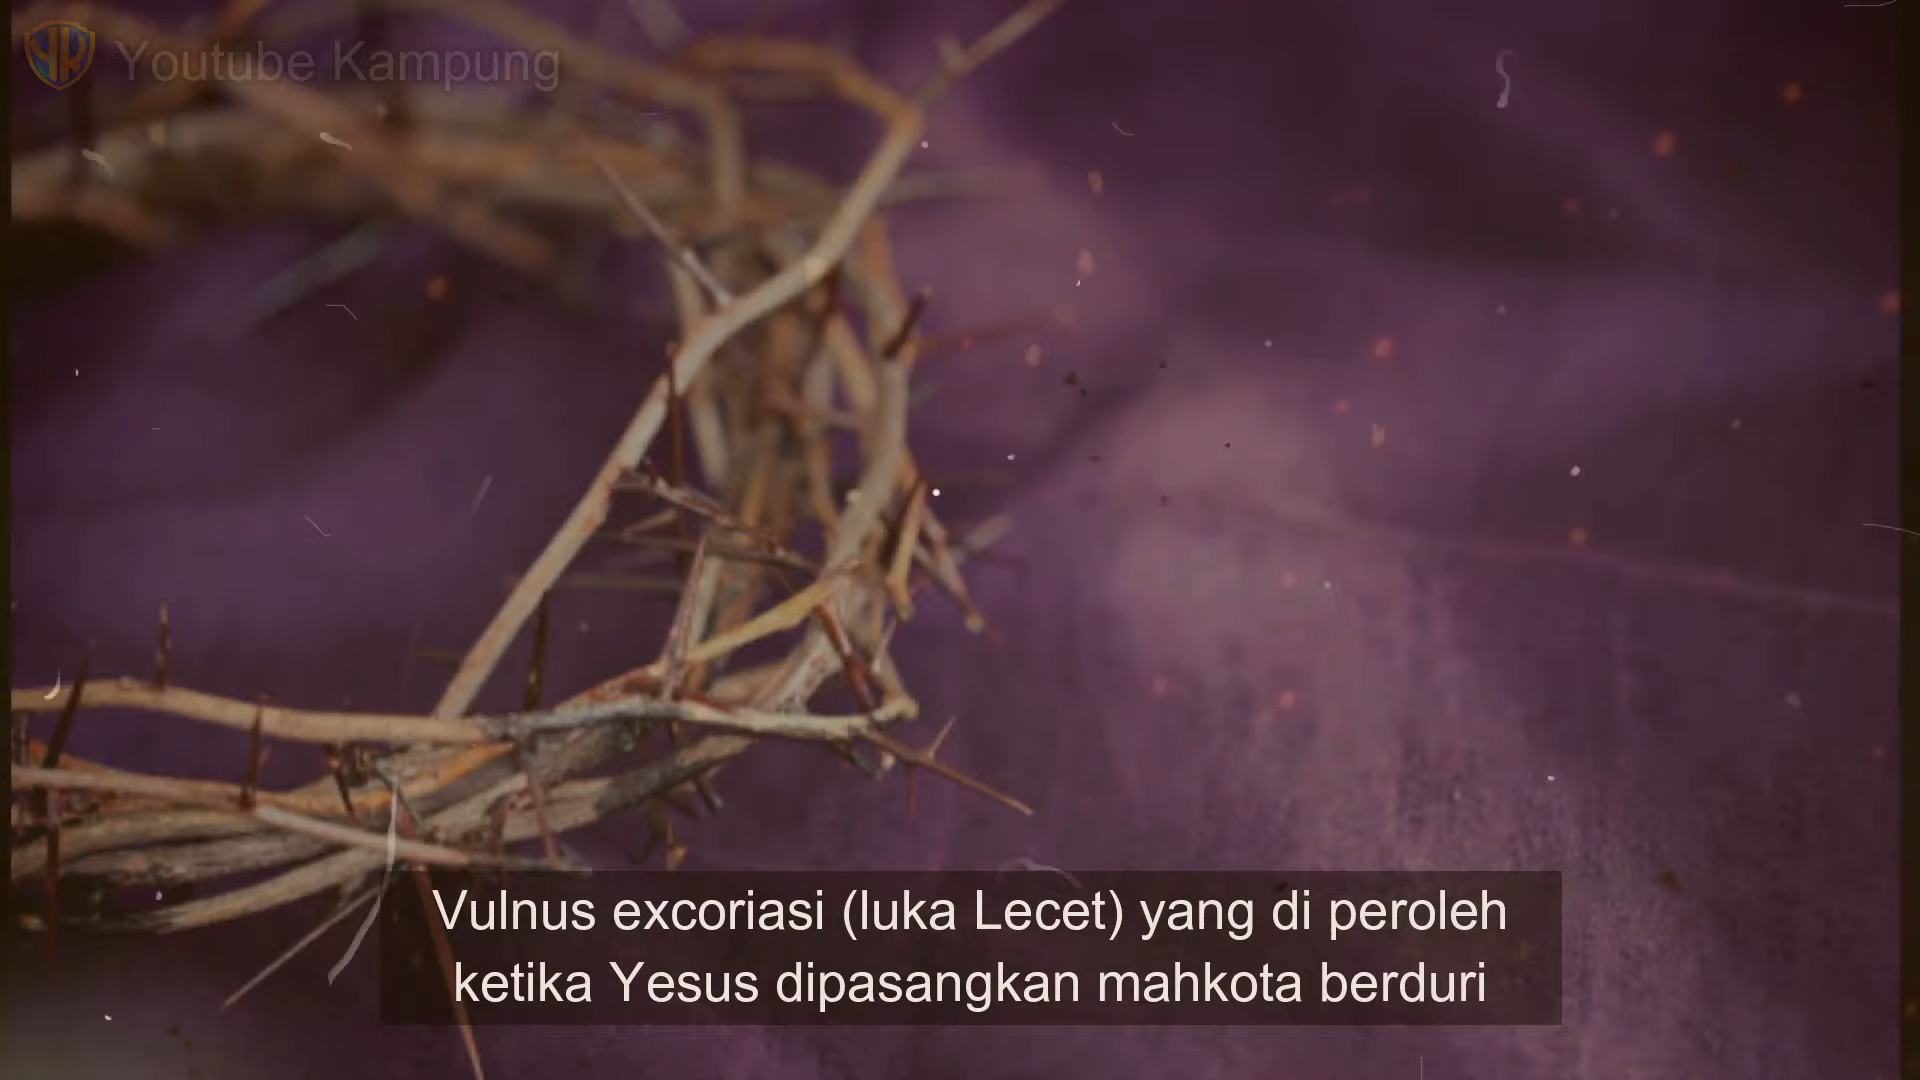 Youtube Kampung
Vulnus excoriasi (luka Lecet) yang di peroleh
ketika Yesus dipasangkan mahkota berduri